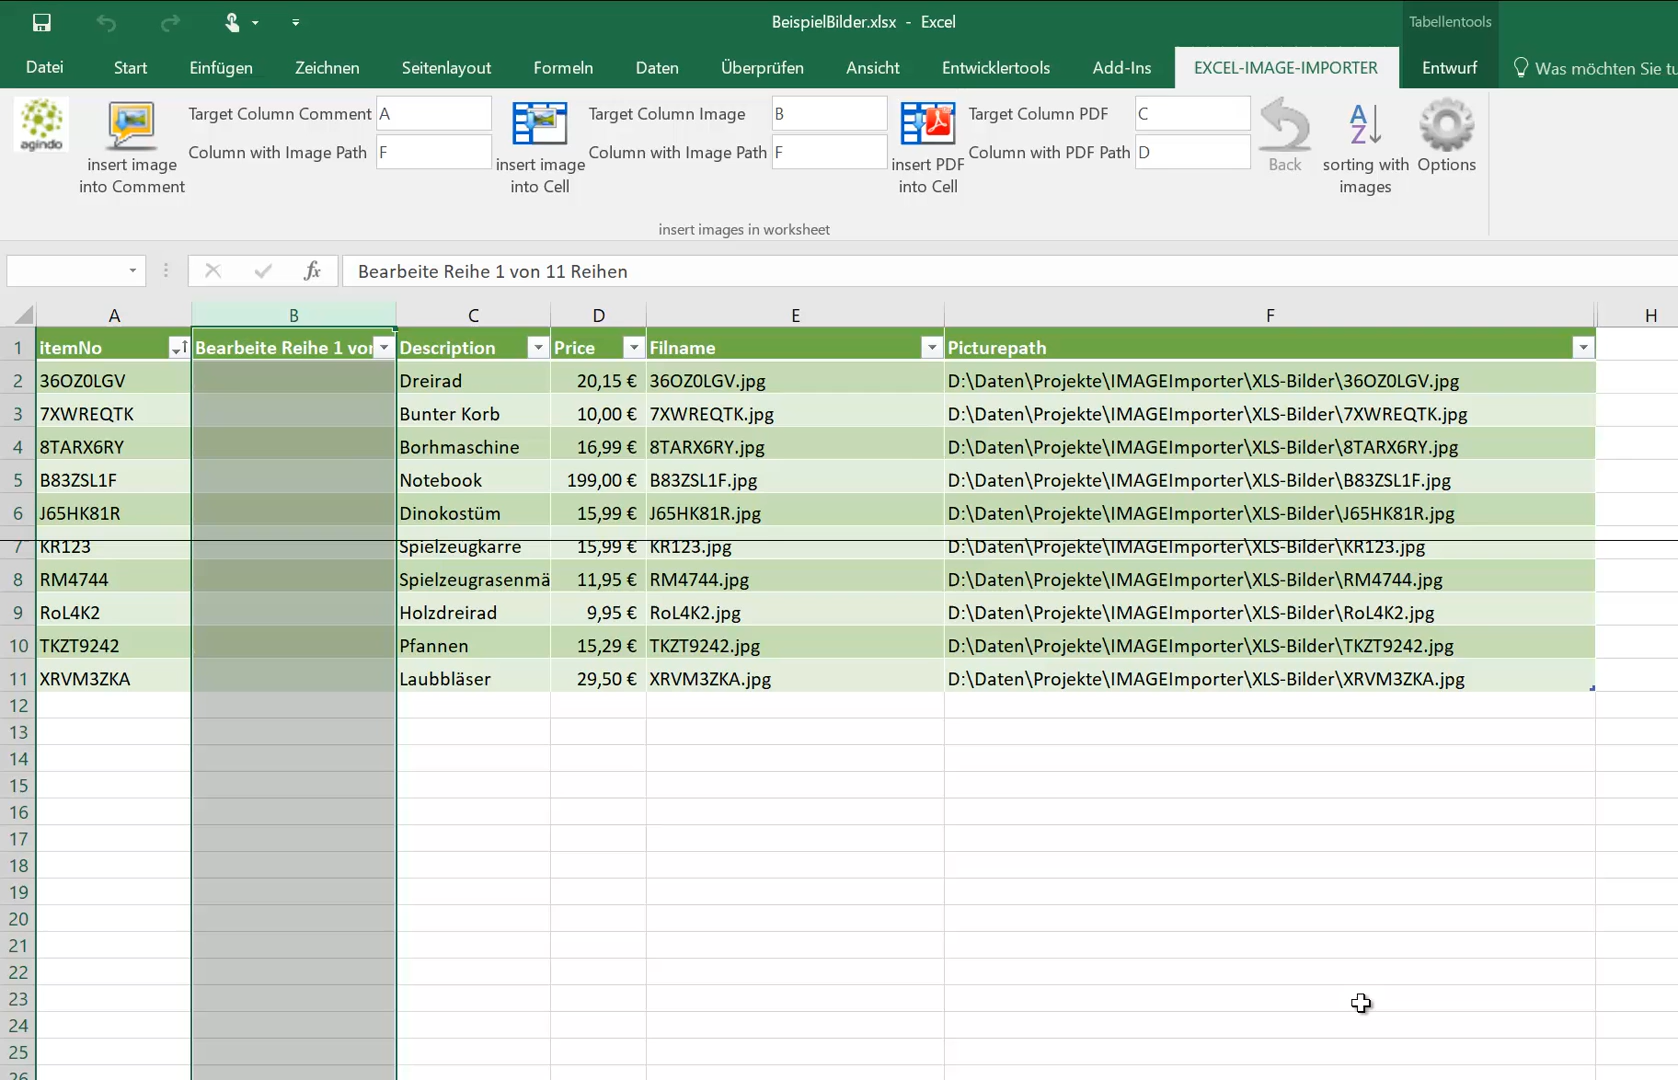 BeispielBilder.xlsx - Excel
Tabellentools
Datei Start Einfügen Zeichnen Seitenlayout Formeln Daten Überprüfen Ansicht Entwicklertools Add-Ins EXCEL-IMAGE-IMPORTER Entwurf Was möchten Sie
agindo
insert image
into Comment
Target Column Comment A
Column with Image Path F
insert image
into Cell
Target Column Image B
Column with Image Path F
insert PDF
into Cell
Target Column PDF C
Column with PDF Path D
Back
sorting with
images
Options
insert images in worksheet
fx Bearbeite Reihe 1 von 11 Reihen
A B C D E F H
1 itemNo Bearbeite Reihe 1 vor Description Price Filname Picturepath
2 36OZ0LGV Dreirad 20,15 € 36OZ0LGV.jpg D:\Daten\Projekte\IMAGEImporter\XLS-Bilder\36OZ0LGV.jpg
3 7XWREQTK Bunter Korb 10,00 € 7XWREQTK.jpg D:\Daten\Projekte\IMAGEImporter\XLS-Bilder\7XWREQTK.jpg
4 8TARX6RY Borhmaschine 16,99 € 8TARX6RY.jpg D:\Daten\Projekte\IMAGEImporter\XLS-Bilder\8TARX6RY.jpg
5 B83ZSL1F Notebook 199,00 € B83ZSL1F.jpg D:\Daten\Projekte\IMAGEImporter\XLS-Bilder\B83ZSL1F.jpg
6 J65HK81R Dinokostüm 15,99 € J65HK81R.jpg D:\Daten\Projekte\IMAGEImporter\XLS-Bilder\J65HK81R.jpg
7 KR123 Spielzeugkarre 15,99 € KR123.jpg D:\Daten\Projekte\IMAGEImporter\XLS-Bilder\KR123.jpg
8 RM4744 Spielzeugrasenmä 11,95 € RM4744.jpg D:\Daten\Projekte\IMAGEImporter\XLS-Bilder\RM4744.jpg
9 RoL4K2 Holzdreirad 9,95 € RoL4K2.jpg D:\Daten\Projekte\IMAGEImporter\XLS-Bilder\RoL4K2.jpg
10 TKZT9242 Pfannen 15,29 € TKZT9242.jpg D:\Daten\Projekte\IMAGEImporter\XLS-Bilder\TKZT9242.jpg
11 XRVM3ZKA Laubbläser 29,50 € XRVM3ZKA.jpg D:\Daten\Projekte\IMAGEImporter\XLS-Bilder\XRVM3ZKA.jpg
12
13
14
15
16
17
18
19
20
21
22
23
24
25
26